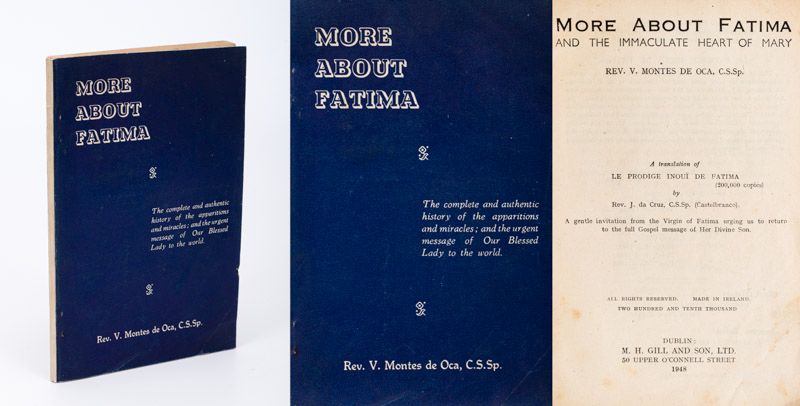 MORE
ABOUT
FATIMA
The complete and authentic
history of the apparitions
and miracles; and the urgent
message of Our Blessed
Lady to the world.
Rev. V. Montes de Oca, C.S.Sp.
MORE
ABOUT
FATIMA
The complete and authentic
history of the apparitions
and miracles; and the urgent
message of Our Blessed
Lady to the world.
Rev. V. Montes de Oca, C.S.Sp.
MORE ABOUT FATIMA
AND THE IMMACULATE HEART OF MARY
REV. V. MONTES DE OCA, C.S.Sp.
A translation of
LE PRODIGE INOUÏ DE FATIMA
(200,000 copies)
by
Rev. J. da Cruz, C.S.Sp. (Castelbranco).
A gentle invitation from the Virgin of Fatima urging us to return
to the full Gospel message of Her Divine Son.
ALL RIGHTS RESERVED. MADE IN IRELAND.
TWO HUNDRED AND TENTH THOUSAND
DUBLIN:
M. H. GILL AND SON, LTD.
50 UPPER O'CONNELL STREET
1948